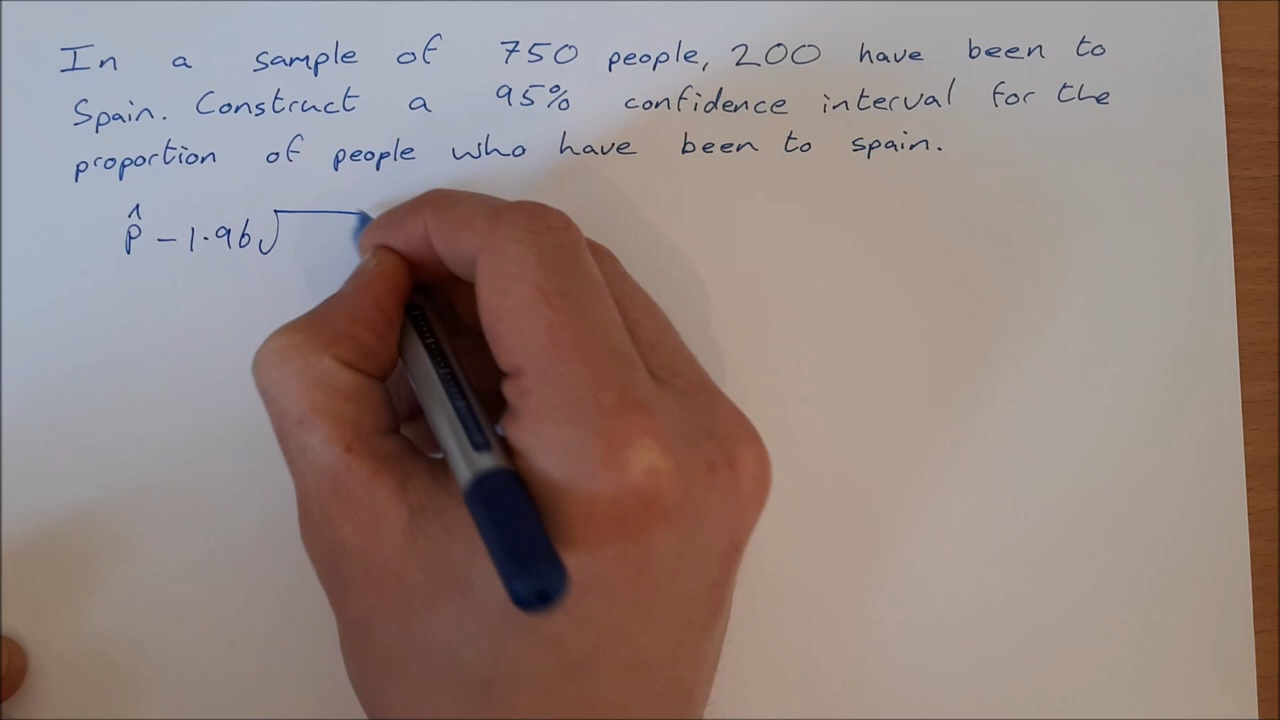 In a sample of 750 people, 200 have been to
Spain. Construct a 95% confidence interval for the
proportion of people who have been to spain.
p̂ - 1.96√